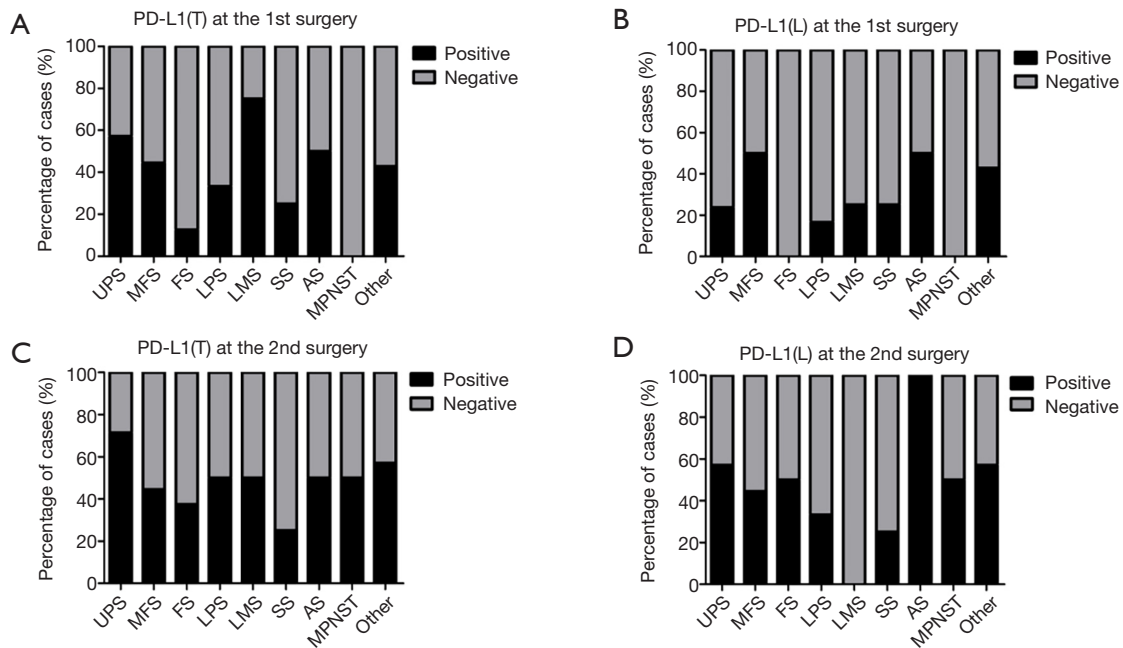 A
PD-L1(T) at the 1st surgery
Percentage of cases (%)
100
80
60
40
20
0
UPS
MFS
FS
LPS
LMS
SS
AS
MPNST
Other
Positive
Negative
B
PD-L1(L) at the 1st surgery
Percentage of cases (%)
100
80
60
40
20
0
UPS
MFS
FS
LPS
LMS
SS
AS
MPNST
Other
Positive
Negative
C
PD-L1(T) at the 2nd surgery
Percentage of cases (%)
100
80
60
40
20
0
UPS
MFS
FS
LPS
LMS
SS
AS
MPNST
Other
Positive
Negative
D
PD-L1(L) at the 2nd surgery
Percentage of cases (%)
100
80
60
40
20
0
UPS
MFS
FS
LPS
LMS
SS
AS
MPNST
Other
Positive
Negative